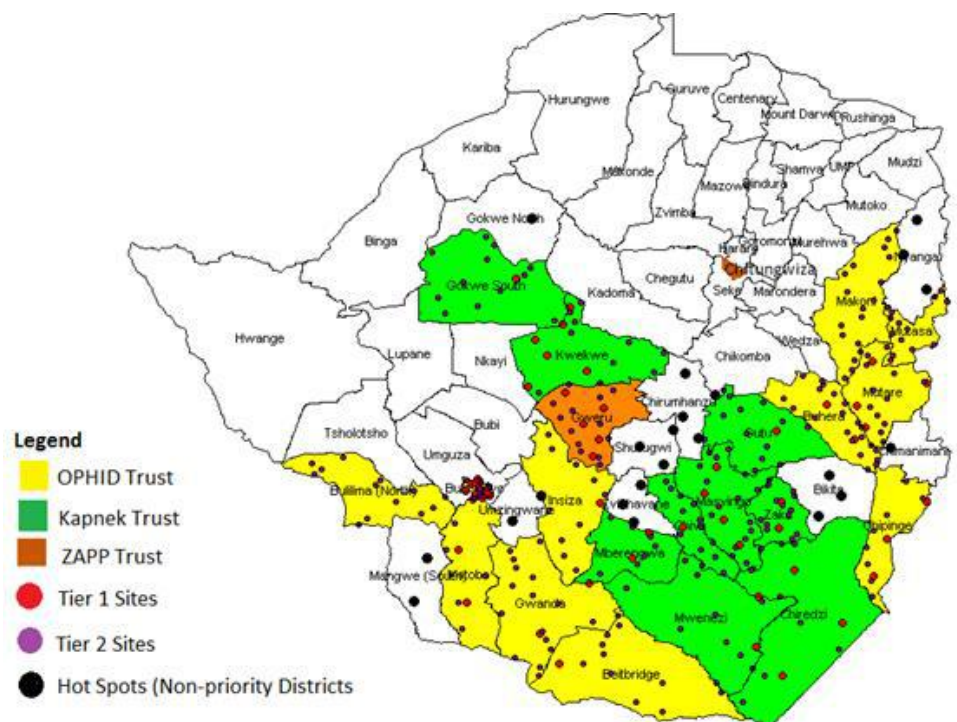 Guruve
Centenary
Hurungwe
Mount Darwin
Rushinga
Kariba
Mudzi
Makonde
Shamva
UMP
Mazowe
Bindura
Mutoko
Zvimba
Gokwe North
Binga
Harare
Goromonzi
Murehwa
Nyanga
Chegutu
Chitungwiza
Gokwe South
Seke
Marondera
Kadoma
Makoni
Mutasa
Hwange
Wedza
Lupane
Nkayi
Kwekwe
Chikomba
Mutare
Chirumhanzi
Buhera
Gweru
Bubi
Tsholotsho
Gutu
Shurugwi
Chimanimani
Legend
Umguza
OPHID Trust
Bulilima (North)
Insiza
Umzingwane
Zvishavane
Masvingo
Bikita
Zaka
Chipinge
Kapnek Trust
ZAPP Trust
Mberengwa
Mangwe (South)
Matobo
Gwanda
Mwenezi
Chiredzi
Tier 1 Sites
Tier 2 Sites
Beitbridge
Hot Spots (Non-priority Districts